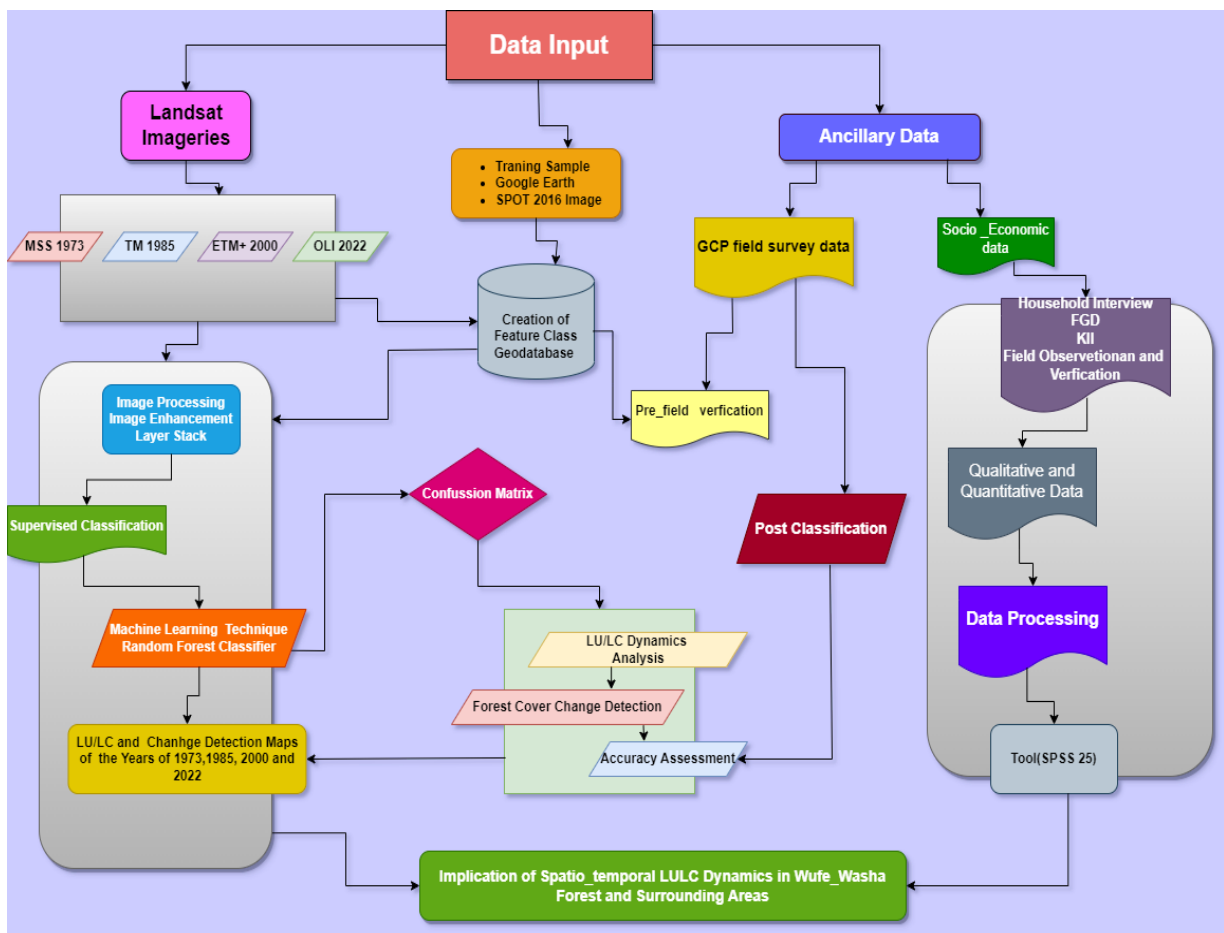 Data Input
Landsat
Imageries
Ancillary Data
• Traning Sample
• Google Earth
• SPOT 2016 Image
MSS 1973
TM 1985
ETM+ 2000
OLI 2022
GCP field survey data
Socio _Economic
data
Creation of
Feature Class
Geodatabase
Household Interview
FGD
KII
Field Observetionan and
Verfication
Image Processing
Image Enhancement
Layer Stack
Pre_field verfication
Qualitative and
Quantitative Data
Confussion Matrix
Supervised Classification
Post Classification
Machine Learning Technique
Random Forest Classifier
LU/LC Dynamics
Analysis
Data Processing
Forest Cover Change Detection
LU/LC and Chanhge Detection Maps
of the Years of 1973,1985, 2000 and
2022
Accuracy Assessment
Tool(SPSS 25)
Implication of Spatio_temporal LULC Dynamics in Wufe_Washa
Forest and Surrounding Areas